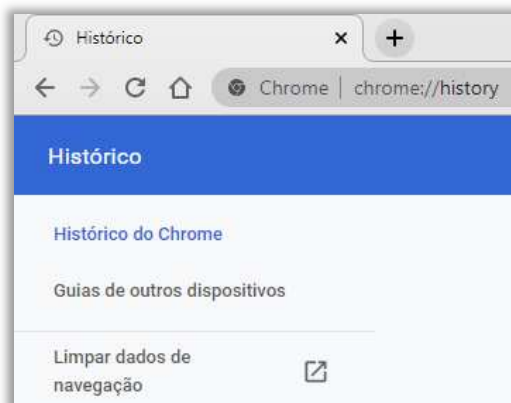 Histórico
Chrome | chrome://history
Histórico
Histórico do Chrome
Guias de outros dispositivos
Limpar dados de
navegação